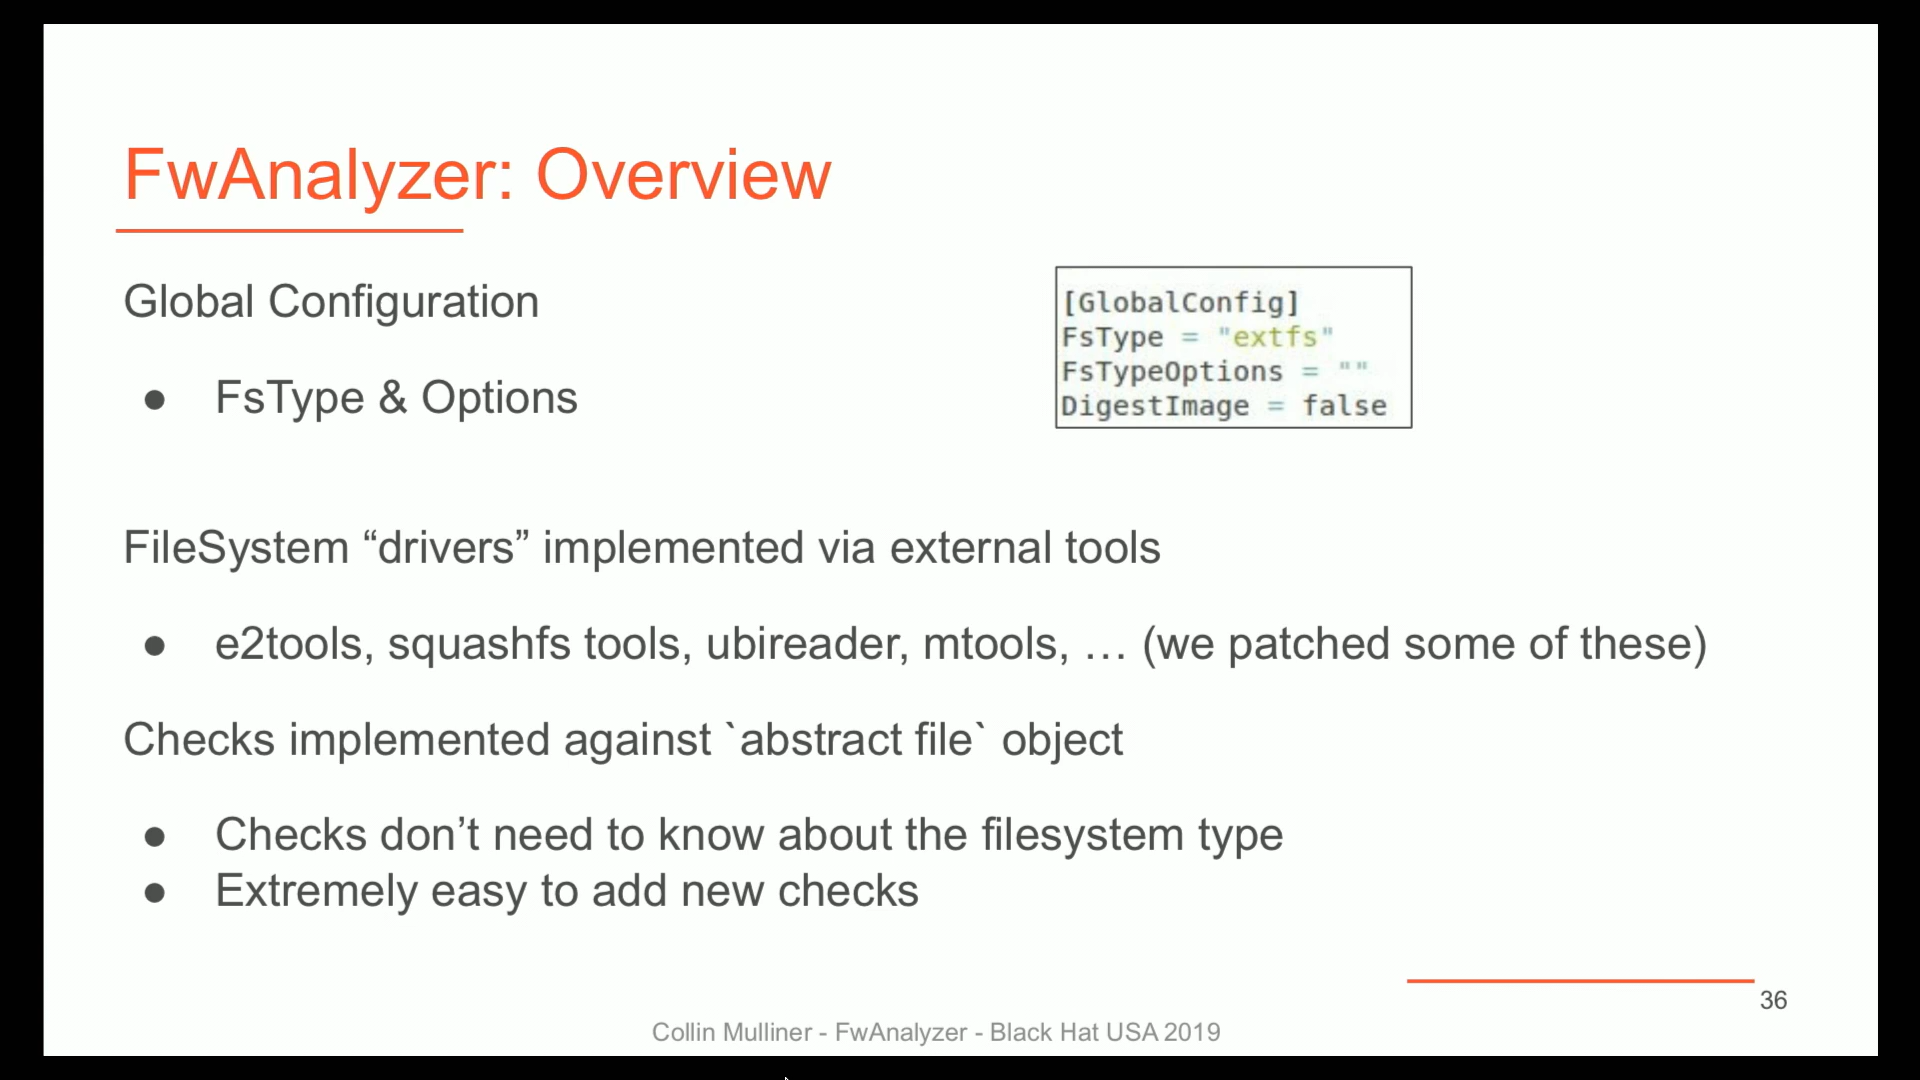 FwAnalyzer: Overview
Global Configuration
● FsType & Options
[GlobalConfig]
FsType = "extfs"
FsTypeOptions = ""
DigestImage = false
FileSystem “drivers” implemented via external tools
● e2tools, squashfs tools, ubireader, mtools, … (we patched some of these)
Checks implemented against `abstract file` object
● Checks don’t need to know about the filesystem type
● Extremely easy to add new checks
36
Collin Mulliner - FwAnalyzer - Black Hat USA 2019